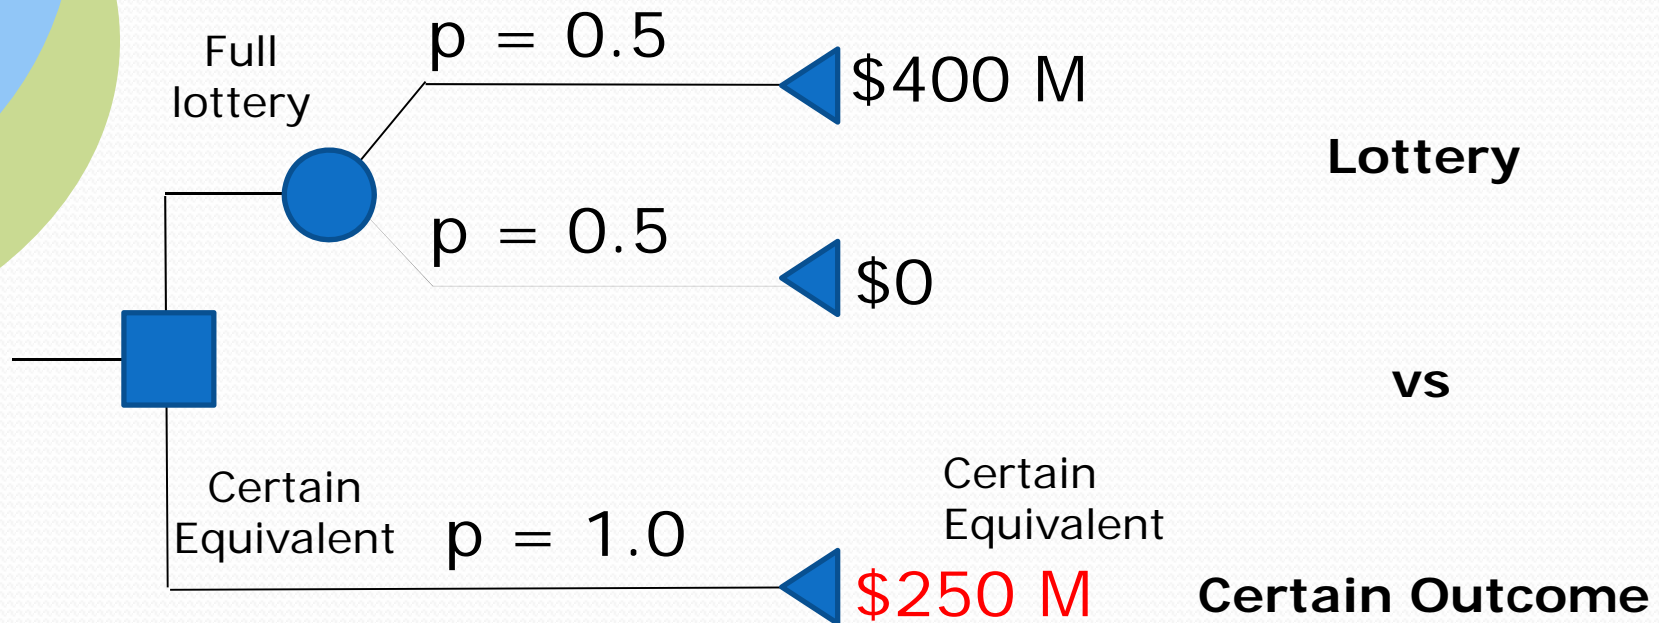 Full
lottery
p = 0.5
$400 M
Lottery
p = 0.5
$0
vs
Certain
Equivalent
p = 1.0
Certain
Equivalent
$250 M
Certain Outcome